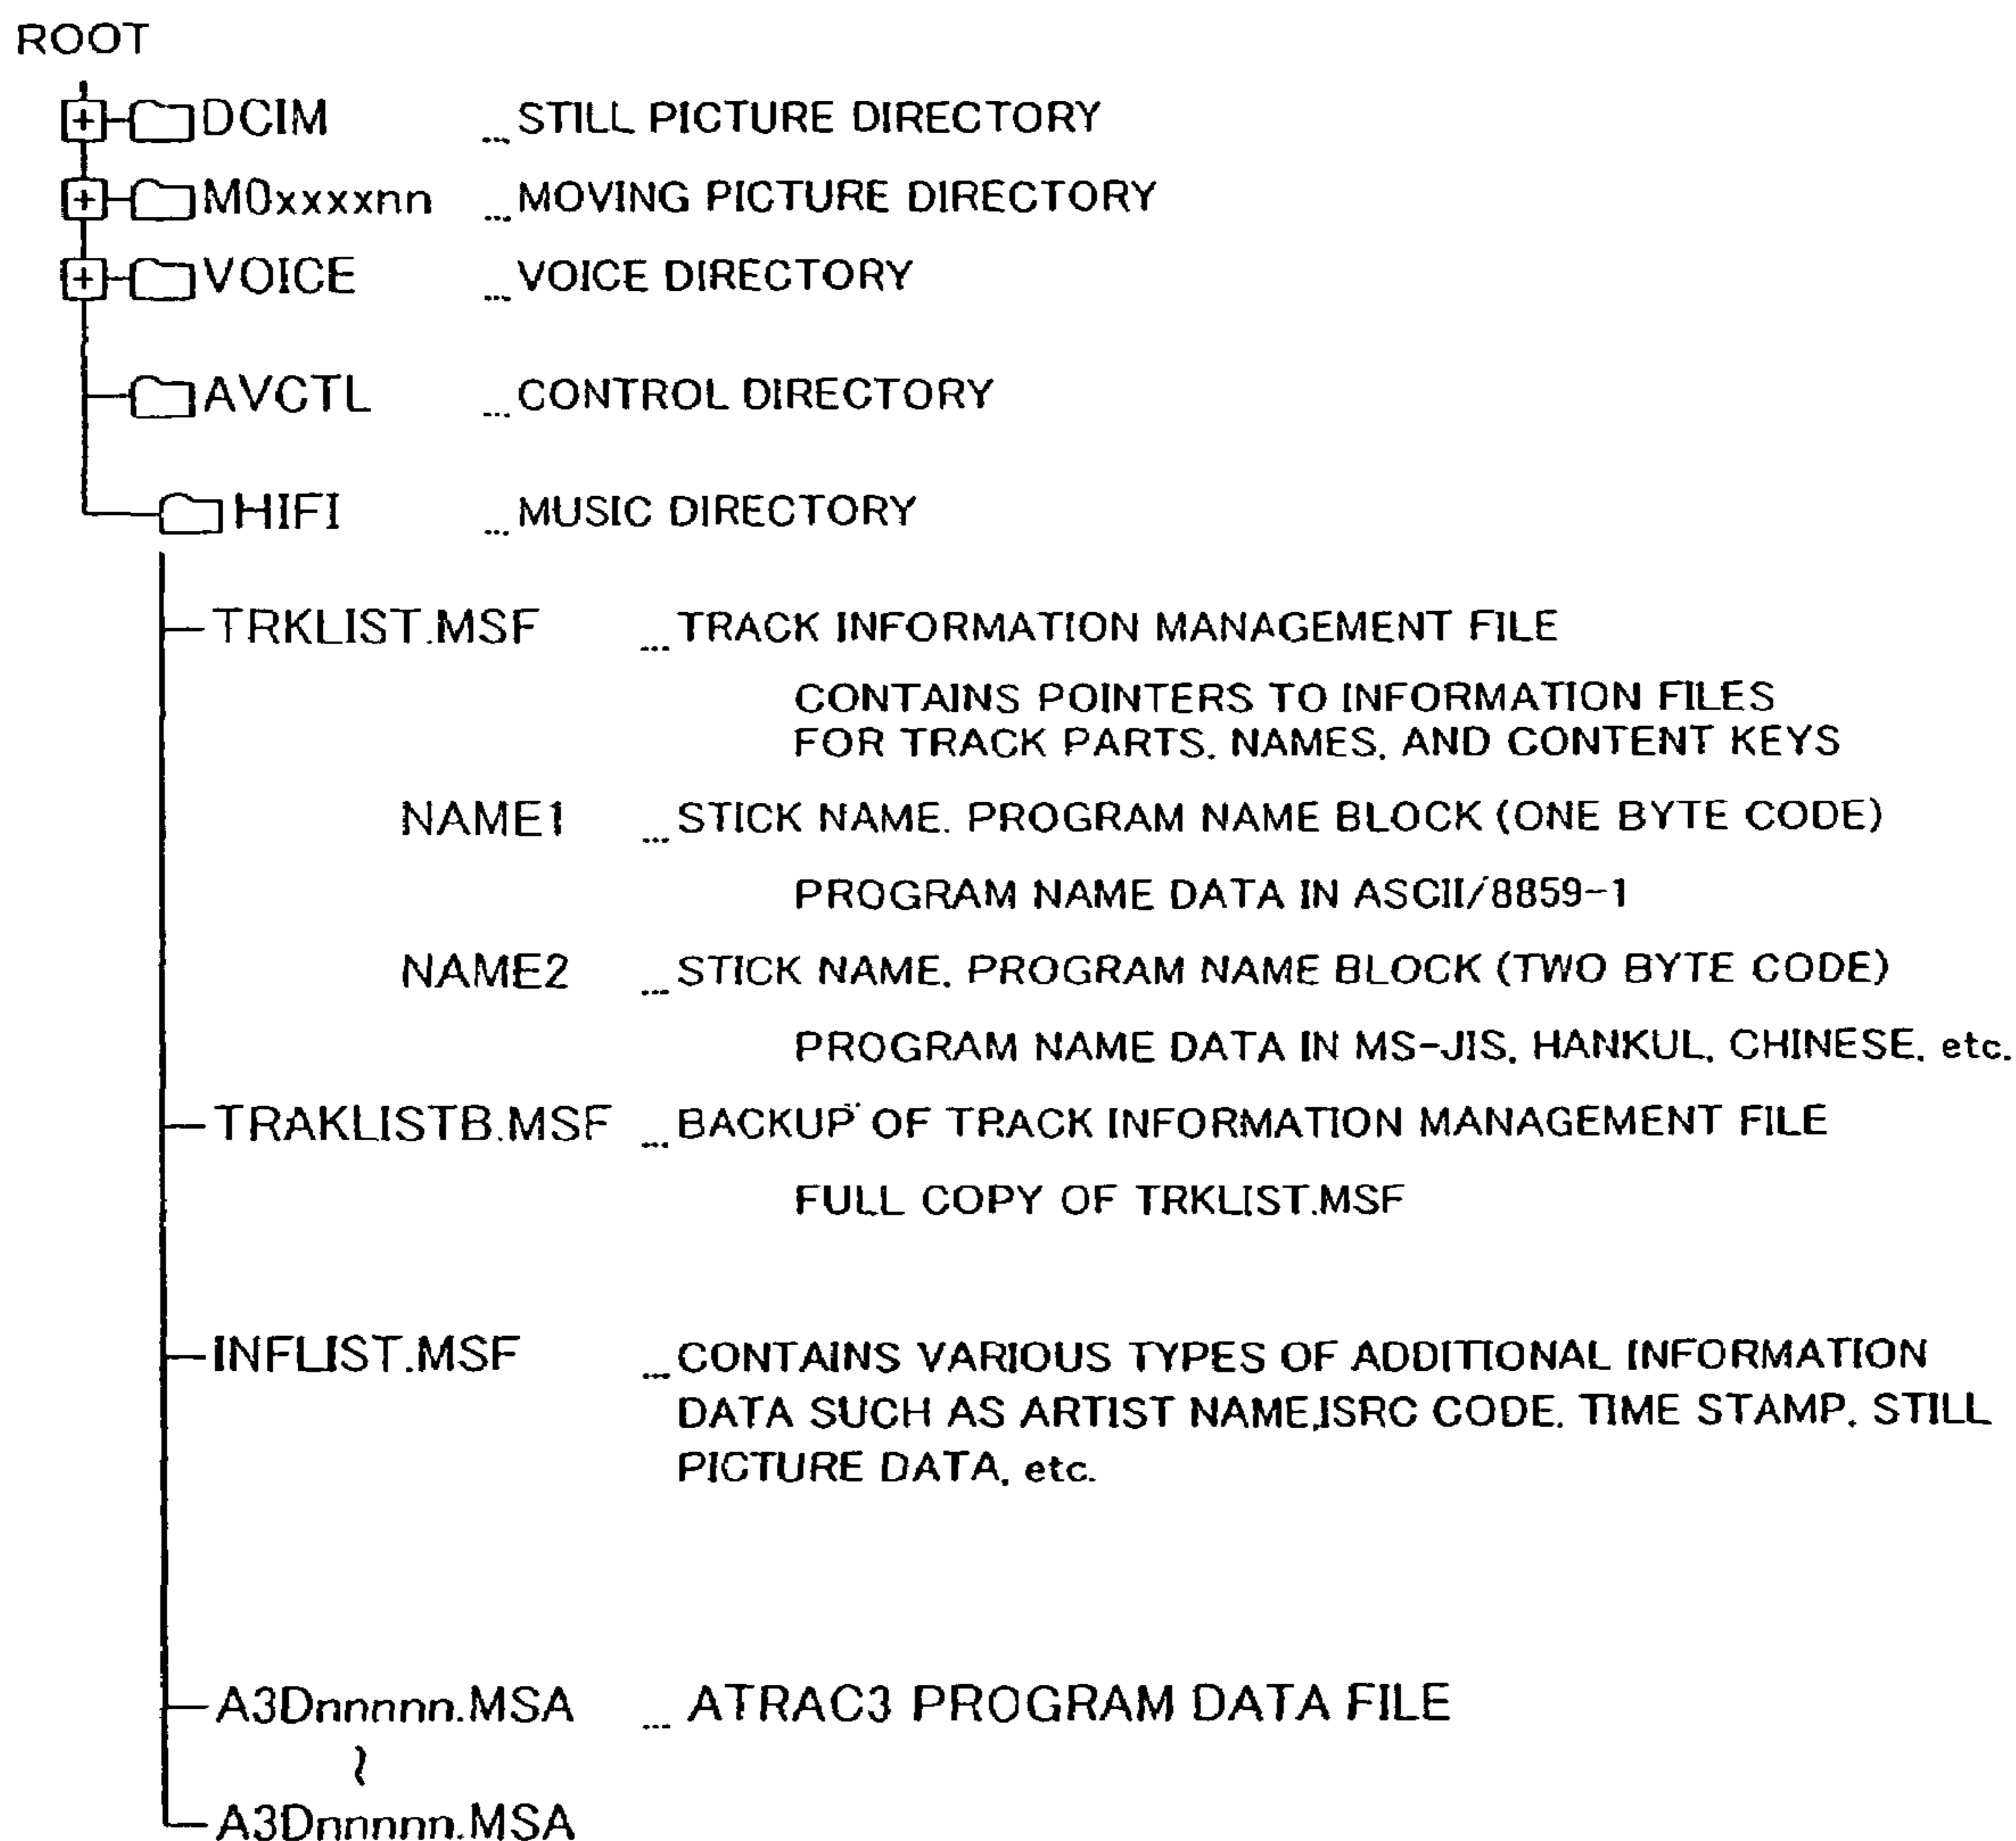 ROOT
DCIM ... STILL PICTURE DIRECTORY
M0xxxxnn ... MOVING PICTURE DIRECTORY
VOICE ... VOICE DIRECTORY
AVCTL ... CONTROL DIRECTORY
HIFI ... MUSIC DIRECTORY
TRKLIST.MSF ... TRACK INFORMATION MANAGEMENT FILE
CONTAINS POINTERS TO INFORMATION FILES
FOR TRACK PARTS, NAMES, AND CONTENT KEYS
NAME1 ... STICK NAME. PROGRAM NAME BLOCK (ONE BYTE CODE)
PROGRAM NAME DATA IN ASCII/8859-1
NAME2 ... STICK NAME. PROGRAM NAME BLOCK (TWO BYTE CODE)
PROGRAM NAME DATA IN MS-JIS, HANKUL, CHINESE, etc.
TRAKLISTB.MSF ... BACKUP OF TRACK INFORMATION MANAGEMENT FILE
FULL COPY OF TRKLIST.MSF
INFLIST.MSF ... CONTAINS VARIOUS TYPES OF ADDITIONAL INFORMATION
DATA SUCH AS ARTIST NAME,ISRC CODE, TIME STAMP, STILL
PICTURE DATA, etc.
A3Dnnnnn.MSA ... ATRAC3 PROGRAM DATA FILE
~
A3Dnnnnn.MSA